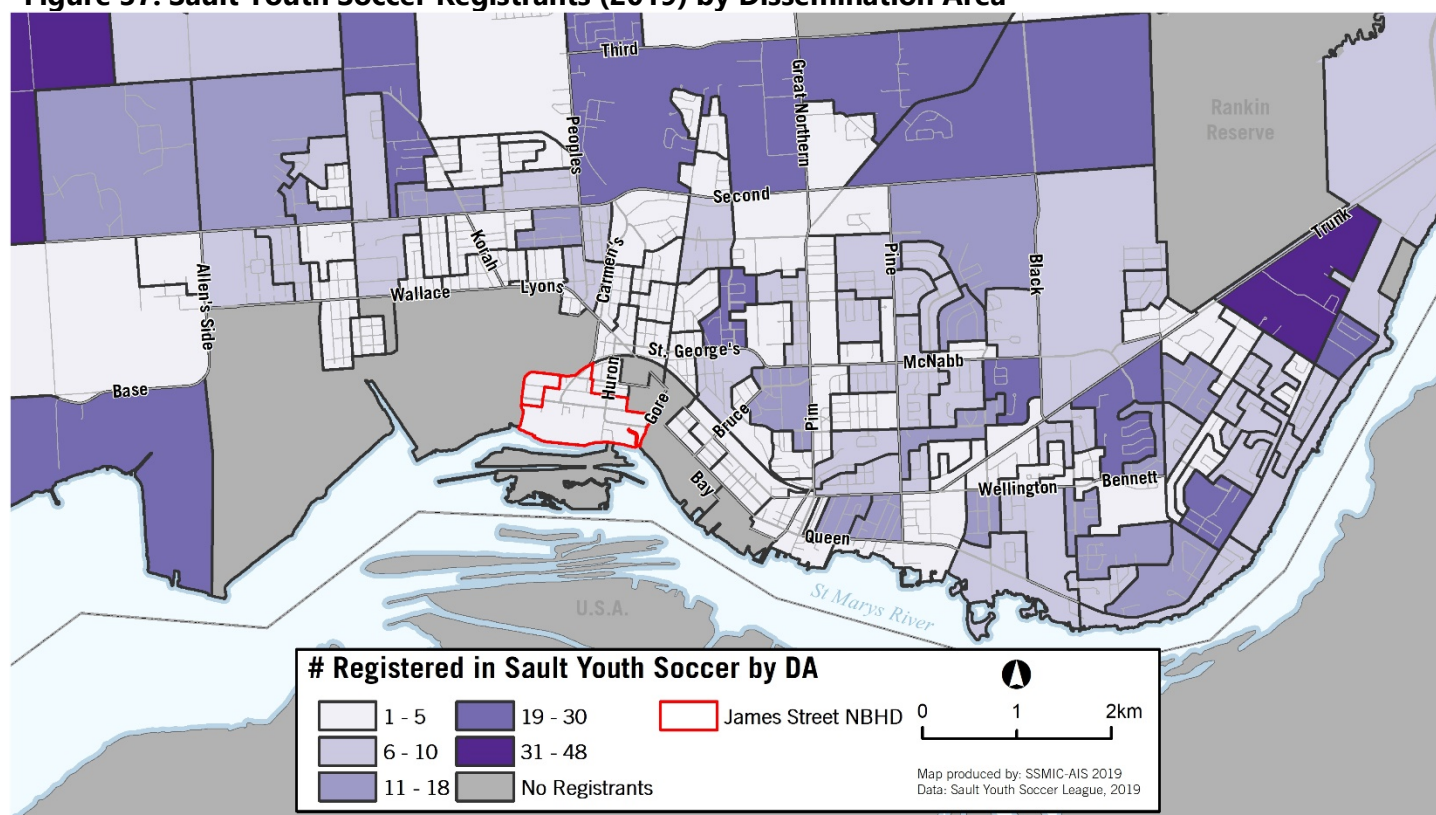 Figure 37. Sault Youth Soccer Registrants (2019) by Dissemination Area
Third
Great Northern
Peoples
Rankin
Reserve
Second
Trunk
Korah
Carmen's
Pine
Black
Allen's Side
Wallace
Lyons
St. George's
McNabb
Base
Huron
Gore
Bruce
Pim
Bay
Wellington
Bennett
Queen
St Marys River
U.S.A.
# Registered in Sault Youth Soccer by DA
1 - 5
19 - 30
James Street NBHD
0 1 2km
6 - 10
31 - 48
11 - 18
No Registrants
Map produced by: SSMIC-AIS 2019
Data: Sault Youth Soccer League, 2019